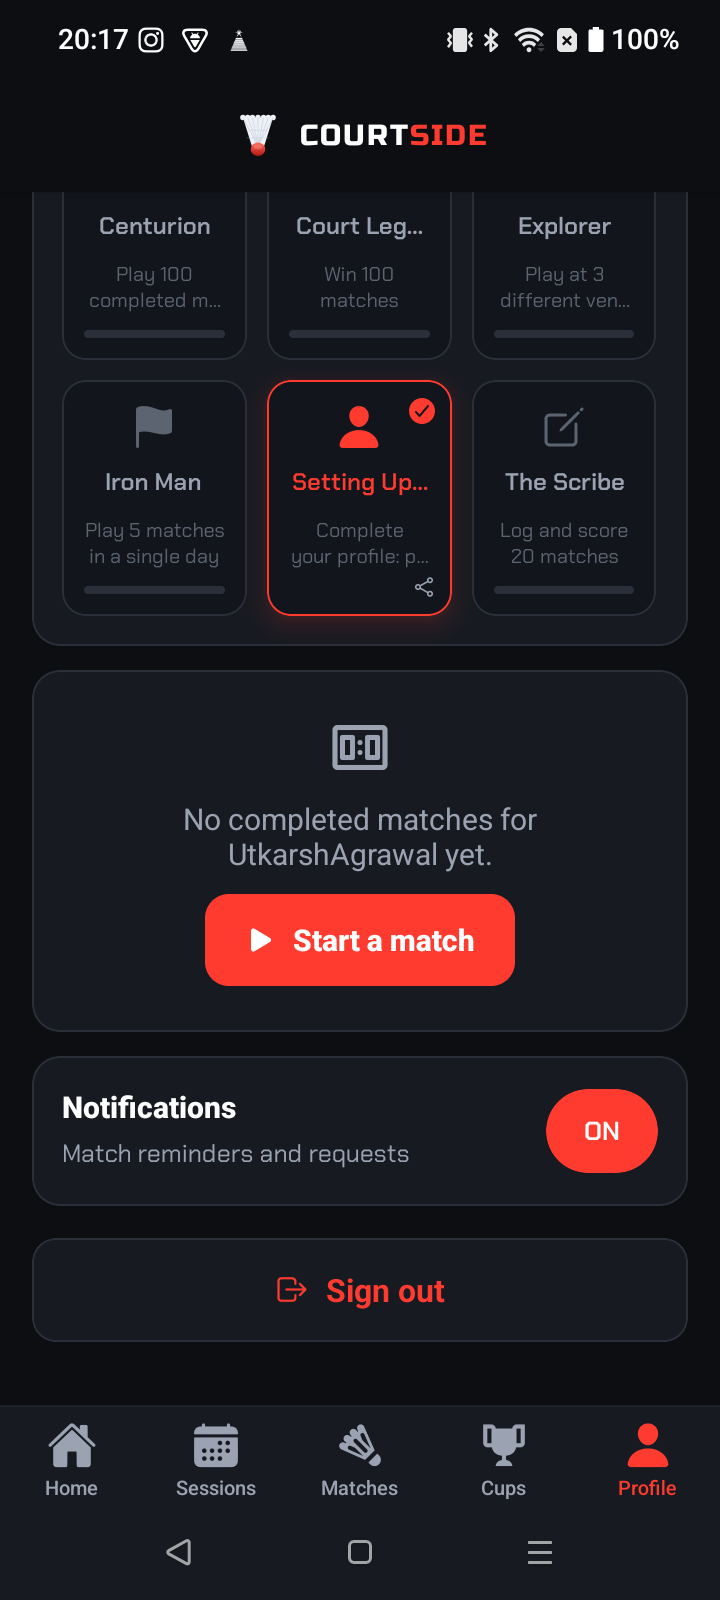 20:17
100%
COURTSIDE
Centurion
Court Leg...
Explorer
Play 100
completed m...
Win 100
matches
Play at 3
different ven...
Iron Man
Setting Up...
The Scribe
Play 5 matches
in a single day
Complete
your profile: p...
Log and score
20 matches
0:0
No completed matches for
UtkarshAgrawal yet.
Start a match
Notifications
Match reminders and requests
ON
Sign out
Home
Sessions
Matches
Cups
Profile